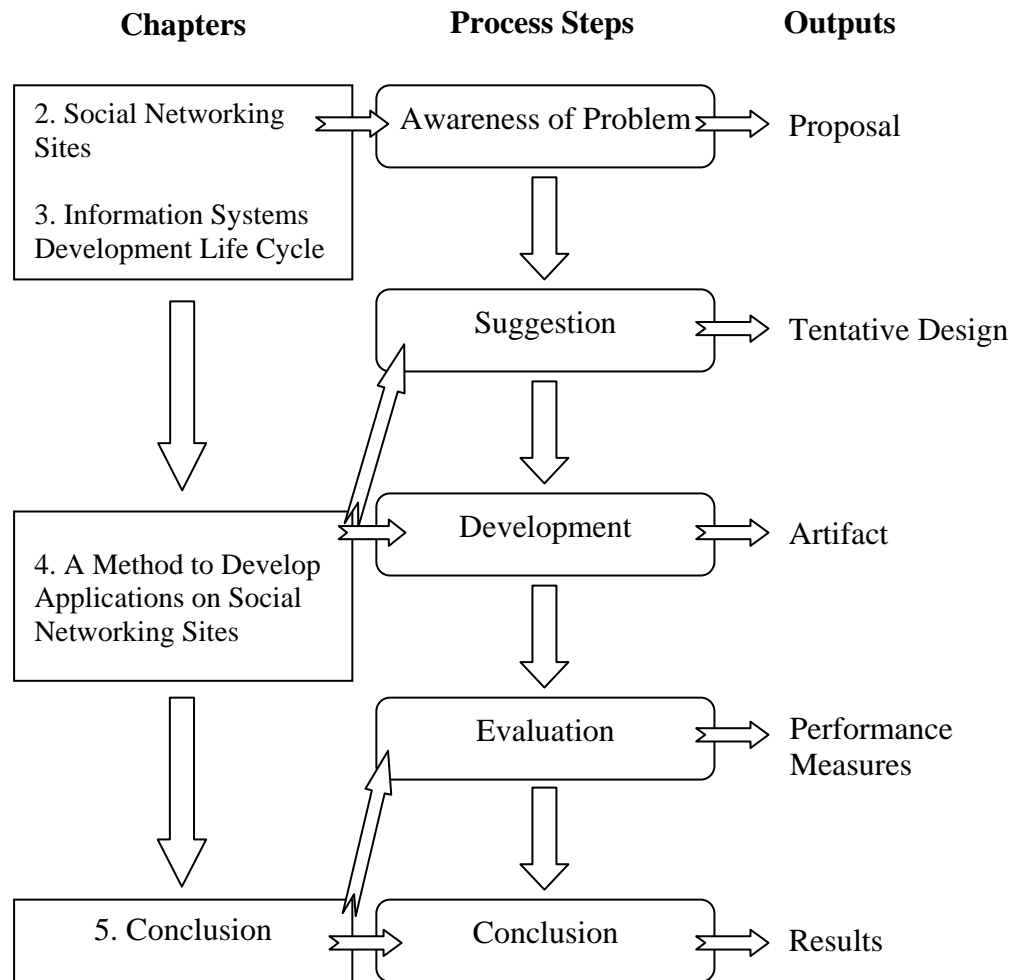 Chapters
Process Steps
Outputs
2. Social Networking
Sites
3. Information Systems
Development Life Cycle
Awareness of Problem
Proposal
Suggestion
Tentative Design
4. A Method to Develop
Applications on Social
Networking Sites
Development
Artifact
Evaluation
Performance
Measures
5. Conclusion
Conclusion
Results